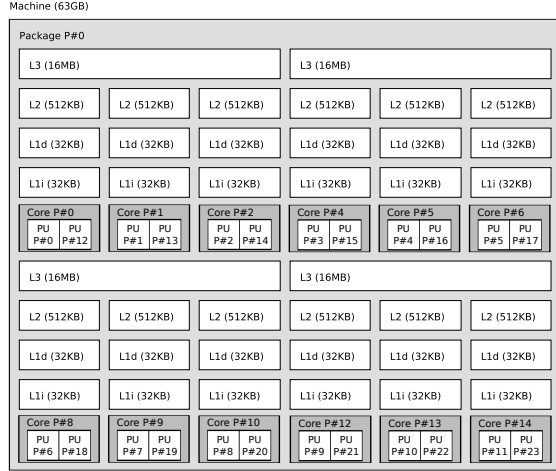 Machine (63GB)
Package P#0
L3 (16MB) L3 (16MB)
L2 (512KB) L2 (512KB) L2 (512KB) L2 (512KB) L2 (512KB) L2 (512KB)
L1d (32KB) L1d (32KB) L1d (32KB) L1d (32KB) L1d (32KB) L1d (32KB)
L1i (32KB) L1i (32KB) L1i (32KB) L1i (32KB) L1i (32KB) L1i (32KB)
Core P#0 Core P#1 Core P#2 Core P#4 Core P#5 Core P#6
PU PU PU PU PU PU PU PU PU PU PU PU
P#0 P#12 P#1 P#13 P#2 P#14 P#3 P#15 P#4 P#16 P#5 P#17
L3 (16MB) L3 (16MB)
L2 (512KB) L2 (512KB) L2 (512KB) L2 (512KB) L2 (512KB) L2 (512KB)
L1d (32KB) L1d (32KB) L1d (32KB) L1d (32KB) L1d (32KB) L1d (32KB)
L1i (32KB) L1i (32KB) L1i (32KB) L1i (32KB) L1i (32KB) L1i (32KB)
Core P#8 Core P#9 Core P#10 Core P#12 Core P#13 Core P#14
PU PU PU PU PU PU PU PU PU PU PU PU
P#6 P#18 P#7 P#19 P#8 P#20 P#9 P#21 P#10 P#22 P#11 P#23